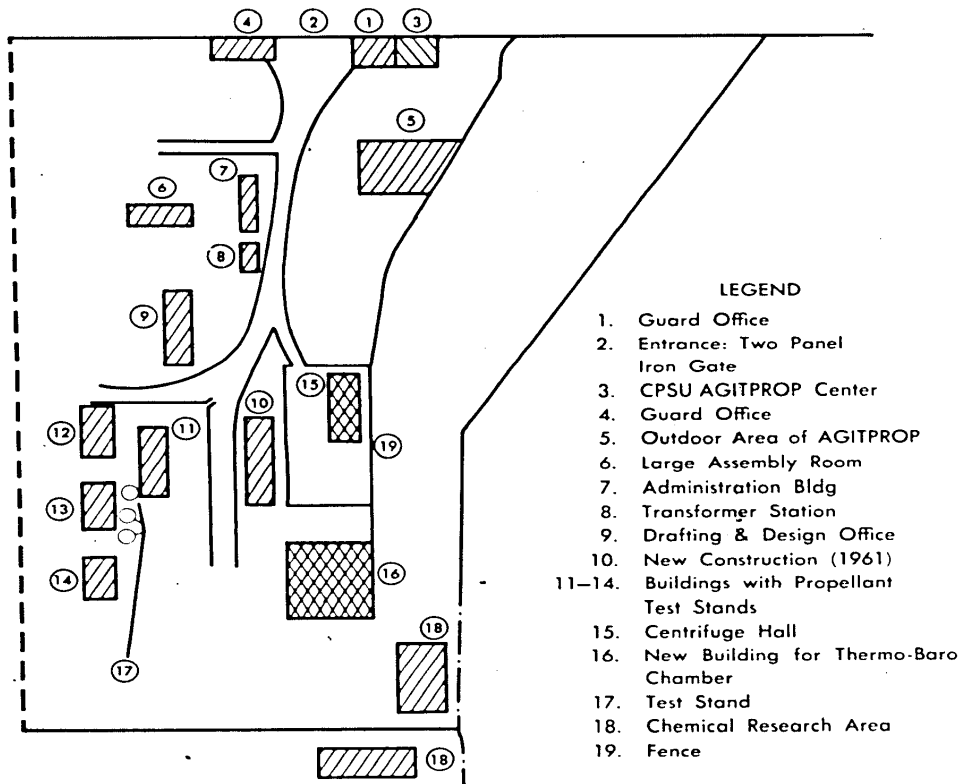 4 2 1 3
5
7
6
8
9
15
10
12 11 19
13
14 16
18
17
18
LEGEND
1. Guard Office
2. Entrance: Two Panel
Iron Gate
3. CPSU AGITPROP Center
4. Guard Office
5. Outdoor Area of AGITPROP
6. Large Assembly Room
7. Administration Bldg
8. Transformer Station
9. Drafting & Design Office
10. New Construction (1961)
11–14. Buildings with Propellant
Test Stands
15. Centrifuge Hall
16. New Building for Thermo-Baro
Chamber
17. Test Stand
18. Chemical Research Area
19. Fence